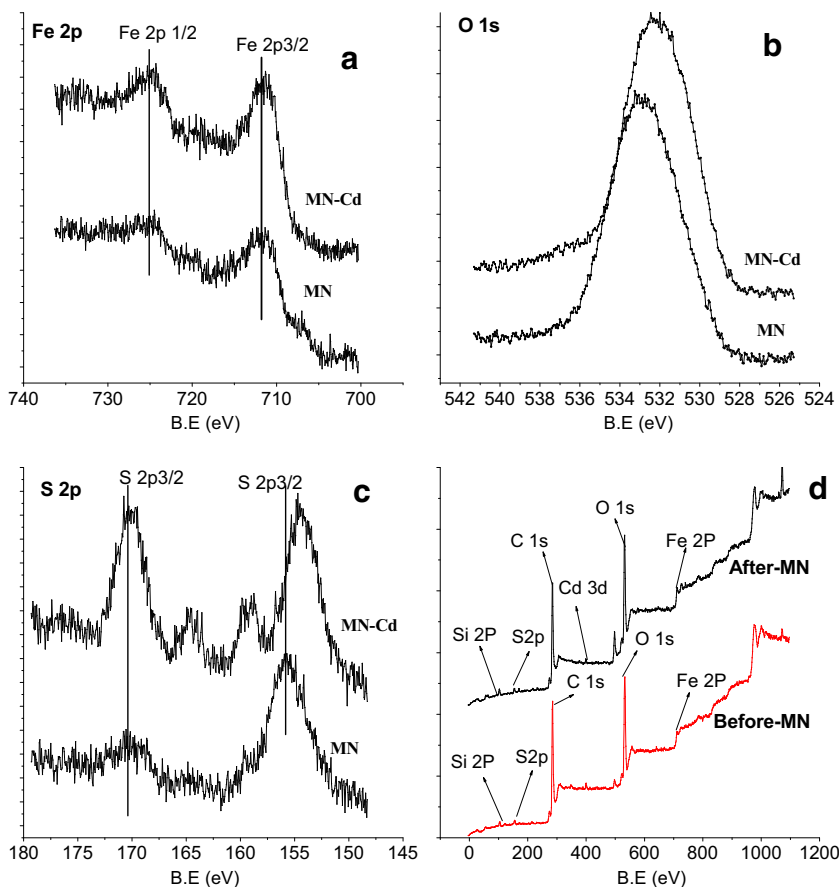 Fe 2p
Fe 2p 1/2
Fe 2p3/2
a
MN-Cd
MN
740 730 720 710 700
B.E (eV)
O 1s
b
MN-Cd
MN
542 540 538 536 534 532 530 528 526 524
B.E (eV)
S 2p
S 2p3/2
S 2p3/2
c
MN-Cd
MN
180 175 170 165 160 155 150 145
B.E (eV)
d
O 1s
C 1s
Fe 2P
Cd 3d
After-MN
Si 2P
S2p
O 1s
C 1s
Fe 2P
Before-MN
Si 2P
S2p
0 200 400 600 800 1000 1200
B.E (eV)